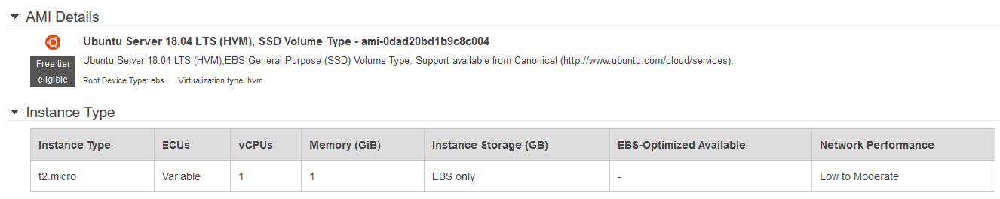 AMI Details
Ubuntu Server 18.04 LTS (HVM), SSD Volume Type - ami-0dad20bd1b9c8c004
Free tier eligible
Ubuntu Server 18.04 LTS (HVM),EBS General Purpose (SSD) Volume Type. Support available from Canonical (http://www.ubuntu.com/cloud/services).
Root Device Type: ebs Virtualization type: hvm
Instance Type
Instance Type ECUs vCPUs Memory (GiB) Instance Storage (GB) EBS-Optimized Available Network Performance
t2.micro Variable 1 1 EBS only - Low to Moderate